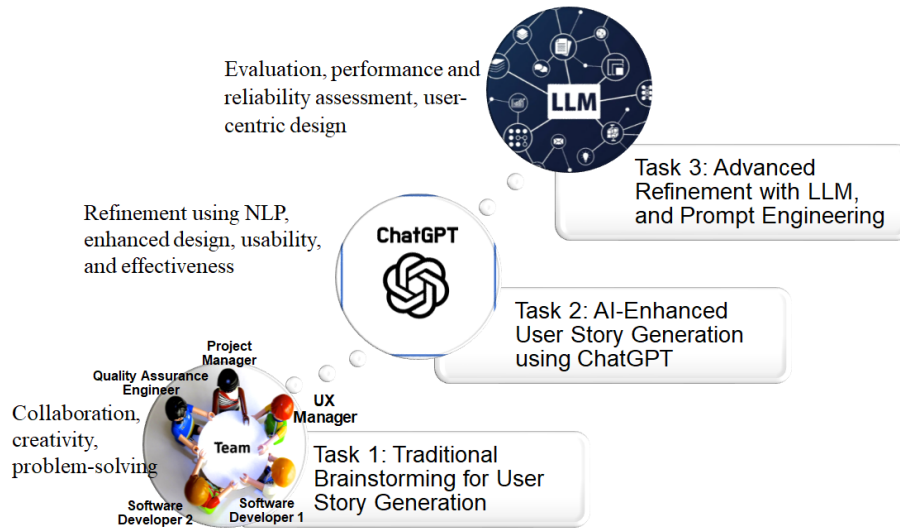 Evaluation, performance and
reliability assessment, user-
centric design
LLM
Task 3: Advanced
Refinement with LLM,
and Prompt Engineering
Refinement using NLP,
enhanced design, usability,
and effectiveness
ChatGPT
Task 2: AI-Enhanced
User Story Generation
using ChatGPT
Project
Manager
Quality Assurance
Engineer
UX
Manager
Collaboration,
creativity,
problem-solving
Team
Software
Developer 2
Software
Developer 1
Task 1: Traditional
Brainstorming for User
Story Generation